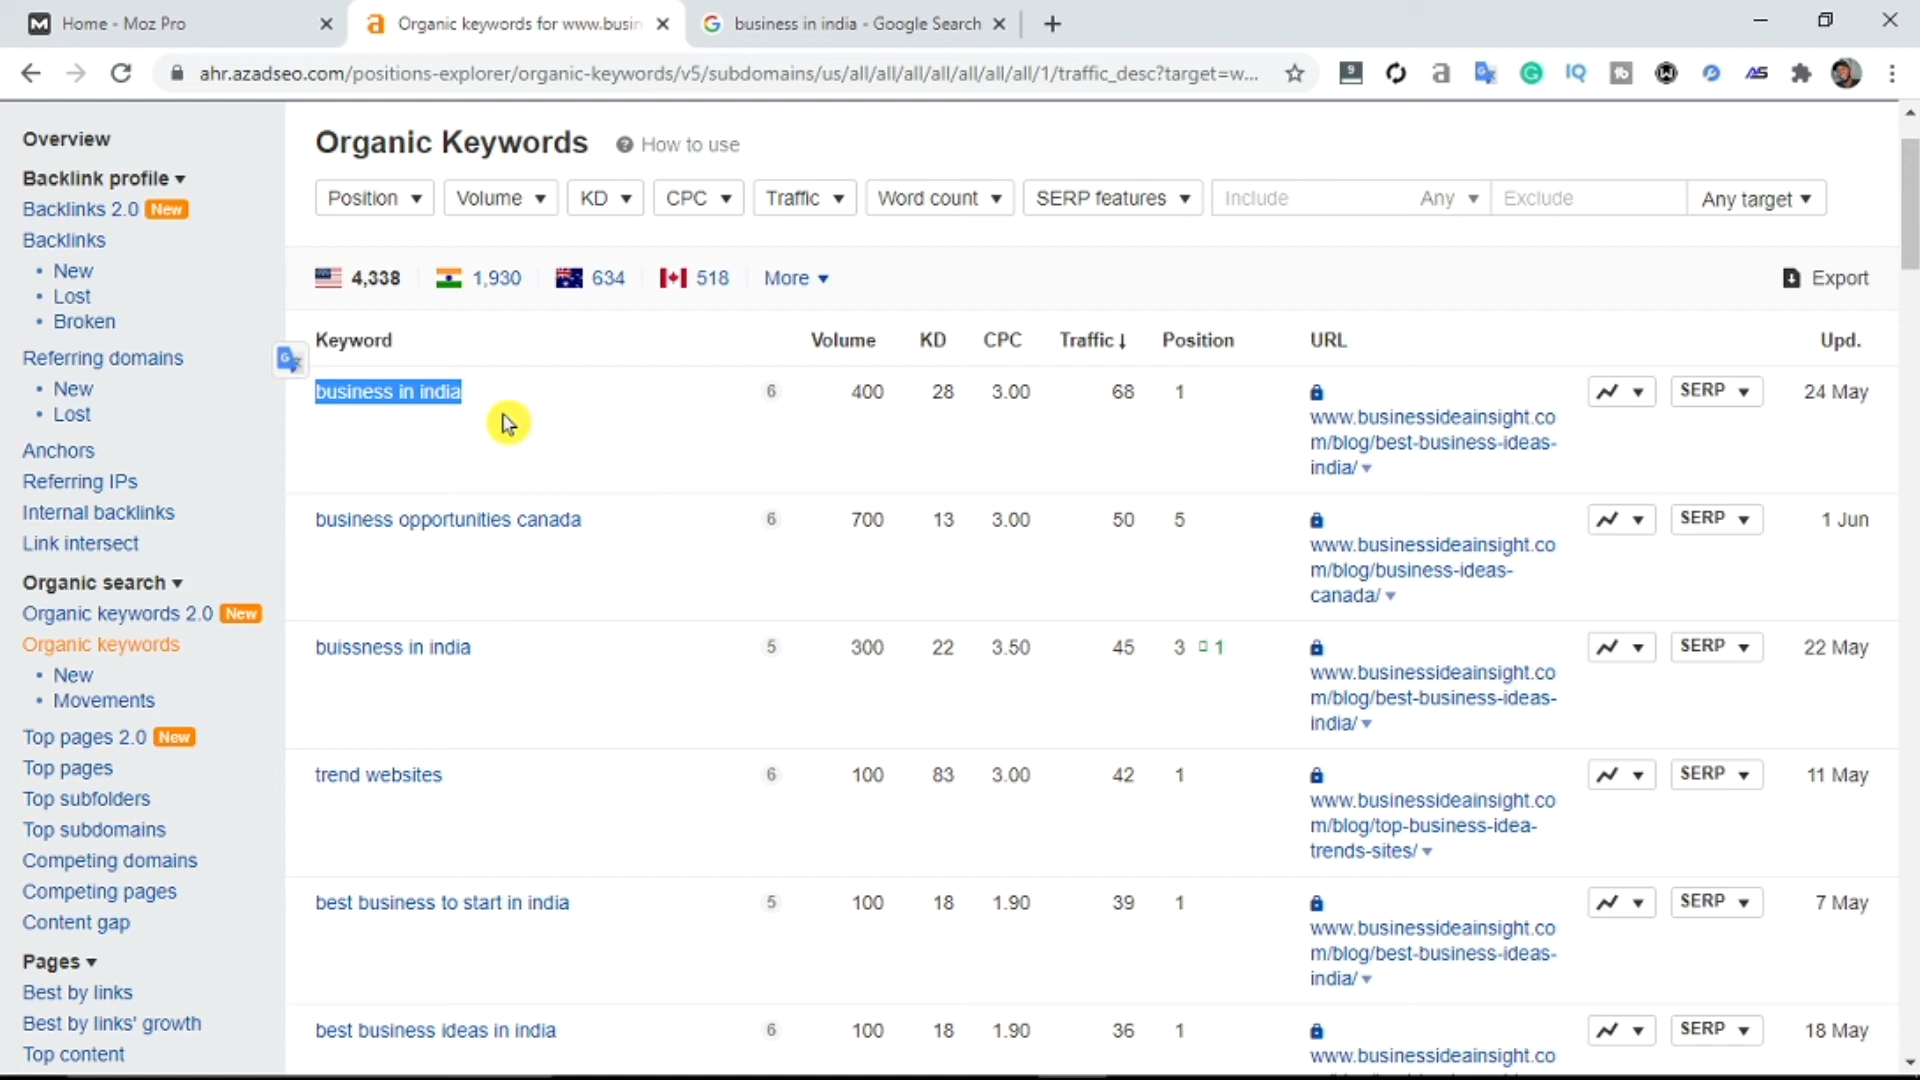 Home - Moz Pro
Organic keywords for www.busin
business in india - Google Search
ahr.azadseo.com/positions-explorer/organic-keywords/v5/subdomains/us/all/all/all/all/all/all/all/1/traffic_desc?target=w...
Overview
Backlink profile
Backlinks 2.0 New
Backlinks
• New
• Lost
• Broken
Referring domains
• New
• Lost
Anchors
Referring IPs
Internal backlinks
Link intersect
Organic search
Organic keywords 2.0 New
Organic keywords
• New
• Movements
Top pages 2.0 New
Top pages
Top subfolders
Top subdomains
Competing domains
Competing pages
Content gap
Pages
Best by links
Best by links' growth
Top content
Organic Keywords ? How to use
Position Volume KD CPC Traffic Word count SERP features Include Any Exclude Any target
4,338 1,930 634 518 More Export
Keyword Volume KD CPC Traffic↓ Position URL Upd.
business in india 6 400 28 3.00 68 1 SERP 24 May
www.businessideainsight.co
m/blog/best-business-ideas-
india/
business opportunities canada 6 700 13 3.00 50 5 SERP 1 Jun
www.businessideainsight.co
m/blog/business-ideas-
canada/
buissness in india 5 300 22 3.50 45 3 1 SERP 22 May
www.businessideainsight.co
m/blog/best-business-ideas-
india/
trend websites 6 100 83 3.00 42 1 SERP 11 May
www.businessideainsight.co
m/blog/top-business-idea-
trends-sites/
best business to start in india 5 100 18 1.90 39 1 SERP 7 May
www.businessideainsight.co
m/blog/best-business-ideas-
india/
best business ideas in india 6 100 18 1.90 36 1 SERP 18 May
www.businessideainsight.co